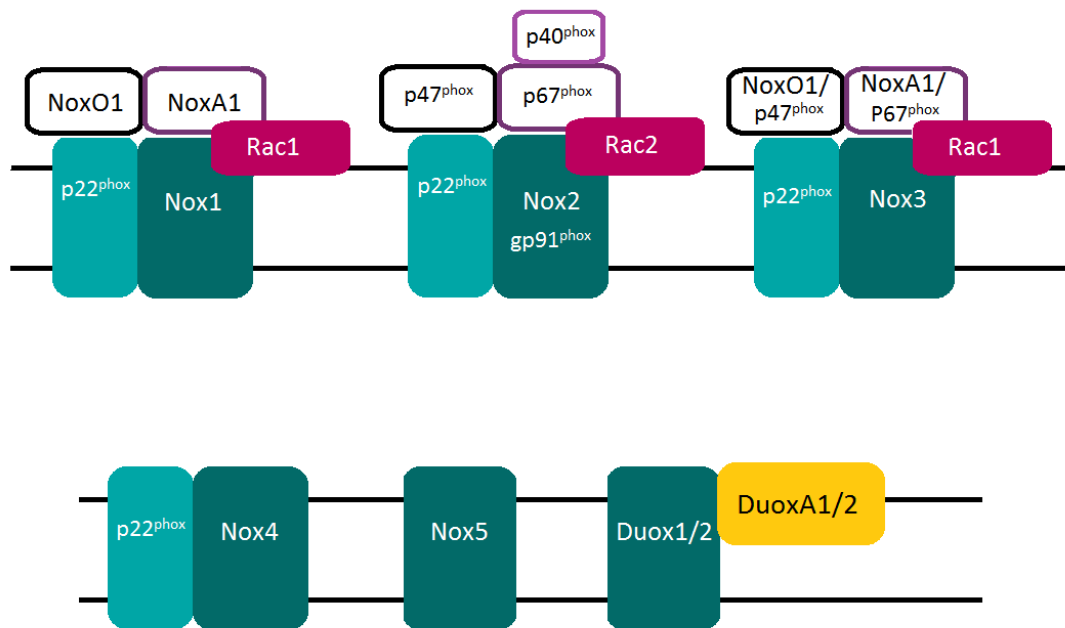 p40phox
NoxO1
NoxA1
p47phox
p67phox
NoxO1/
p47phox
NoxA1/
P67phox
Rac1
Rac2
Rac1
p22phox
Nox1
p22phox
Nox2
gp91phox
p22phox
Nox3
p22phox
Nox4
Nox5
Duox1/2
DuoxA1/2